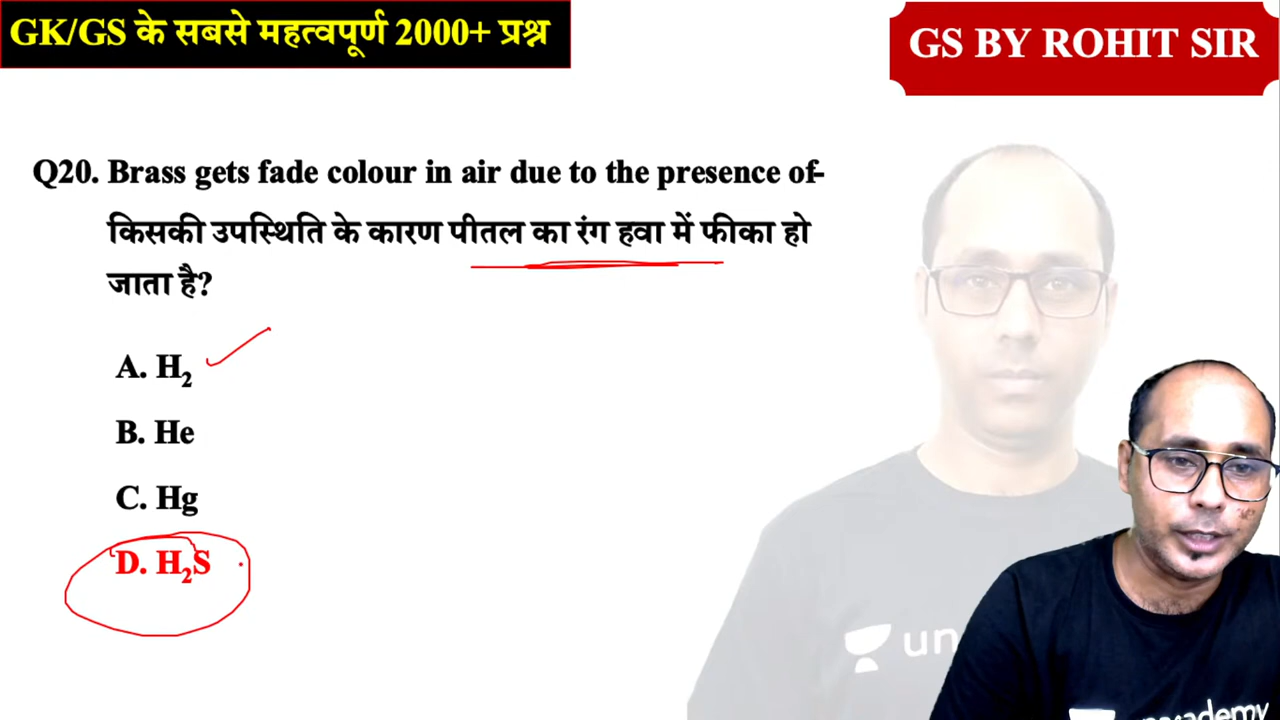 GK/GS के सबसे महत्वपूर्ण 2000+ प्रश्न
GS BY ROHIT SIR
Q20. Brass gets fade colour in air due to the presence of-
किसकी उपस्थिति के कारण पीतल का रंग हवा में फीका हो
जाता है?
A. H₂
B. He
C. Hg
D. H₂S